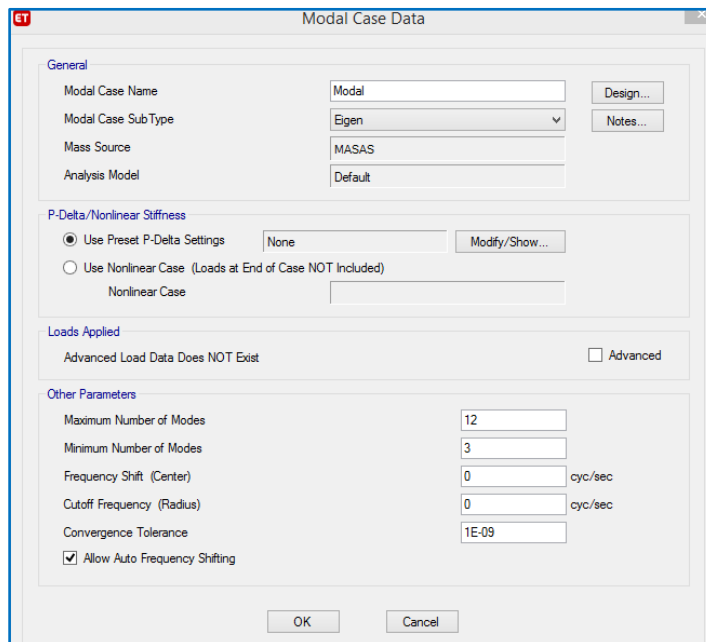 ET
Modal Case Data
General
Modal Case Name Modal Design...
Modal Case SubType Eigen Notes...
Mass Source MASAS
Analysis Model Default
P-Delta/Nonlinear Stiffness
Use Preset P-Delta Settings None Modify/Show...
Use Nonlinear Case (Loads at End of Case NOT Included)
Nonlinear Case
Loads Applied
Advanced Load Data Does NOT Exist Advanced
Other Parameters
Maximum Number of Modes 12
Minimum Number of Modes 3
Frequency Shift (Center) 0 cyc/sec
Cutoff Frequency (Radius) 0 cyc/sec
Convergence Tolerance 1E-09
Allow Auto Frequency Shifting
OK Cancel